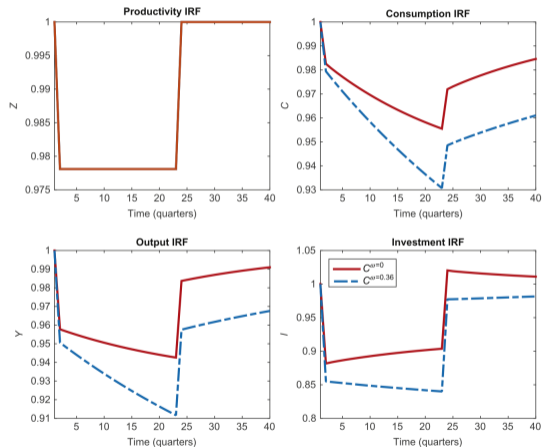 Productivity IRF
1
0.995
0.99
0.985
0.98
0.975
Z
5 10 15 20 25 30 35 40
Time (quarters)
Consumption IRF
1
0.99
0.98
0.97
0.96
0.95
0.94
0.93
C
5 10 15 20 25 30 35 40
Time (quarters)
Output IRF
1
0.99
0.98
0.97
0.96
0.95
0.94
0.93
0.92
0.91
Y
5 10 15 20 25 30 35 40
Time (quarters)
Investment IRF
1.05
1
0.95
0.9
0.85
0.8
I
C^{ω=0}
C^{ω=0.36}
5 10 15 20 25 30 35 40
Time (quarters)